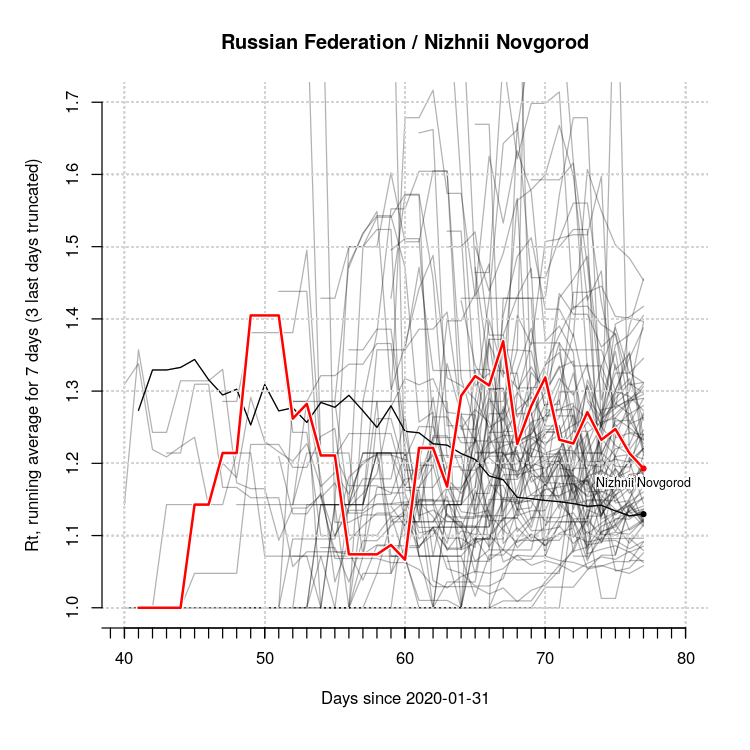 Russian Federation / Nizhnii Novgorod
Rt, running average for 7 days (3 last days truncated)
1.7
1.6
1.5
1.4
1.3
1.2
1.1
1.0
Nizhnii Novgorod
40 50 60 70 80
Days since 2020-01-31